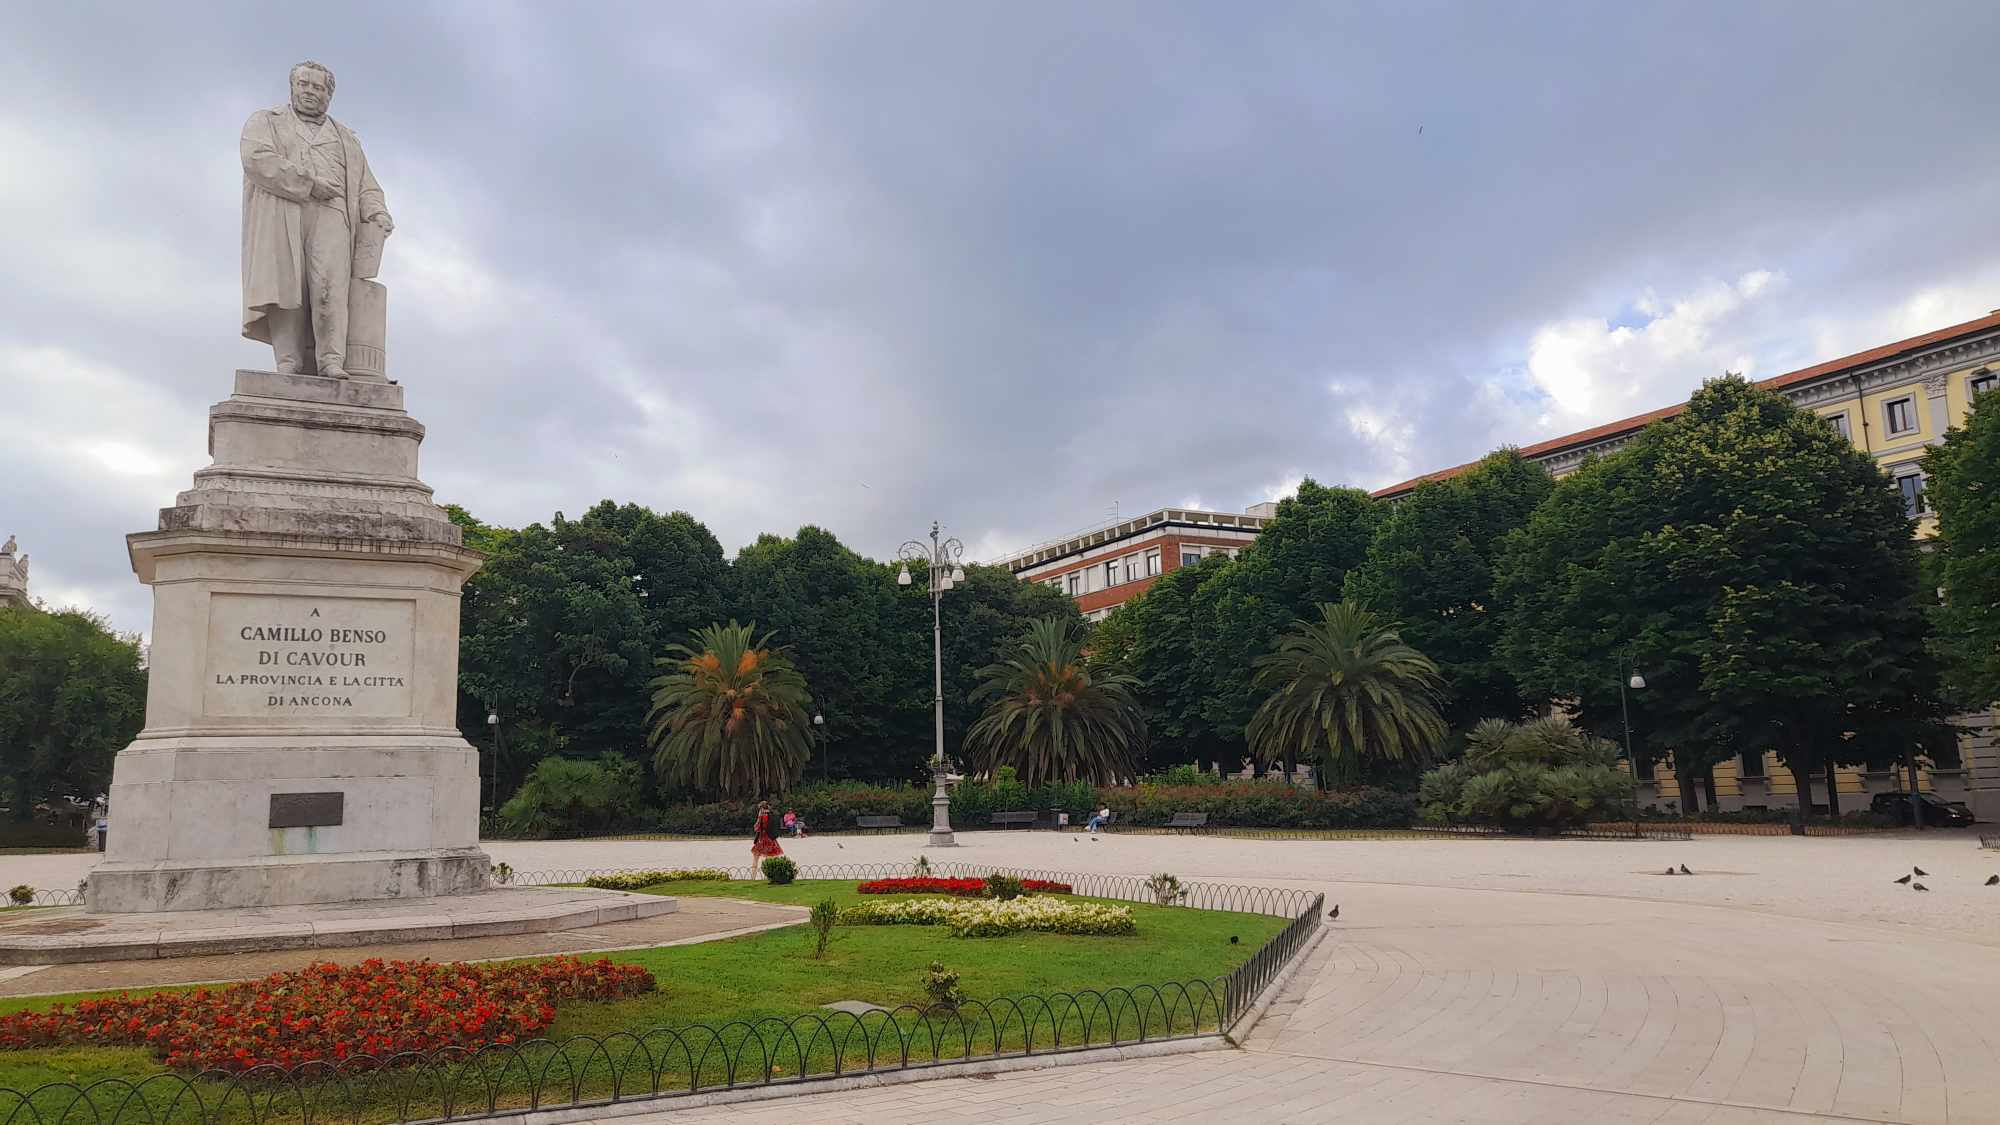 A
CAMILLO BENSO
DI CAVOUR
LA PROVINCIA E LA CITTÀ
DI ANCONA